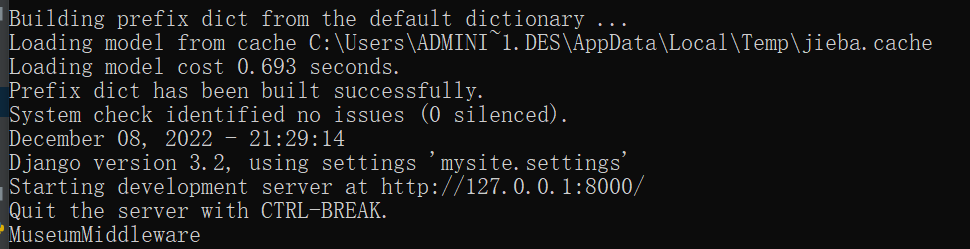 Building prefix dict from the default dictionary ...
Loading model from cache C:\Users\ADMINI~1.DES\AppData\Local\Temp\jieba.cache
Loading model cost 0.693 seconds.
Prefix dict has been built successfully.
System check identified no issues (0 silenced).
December 08, 2022 - 21:29:14
Django version 3.2, using settings 'mysite.settings'
Starting development server at http://127.0.0.1:8000/
Quit the server with CTRL-BREAK.
MuseumMiddleware